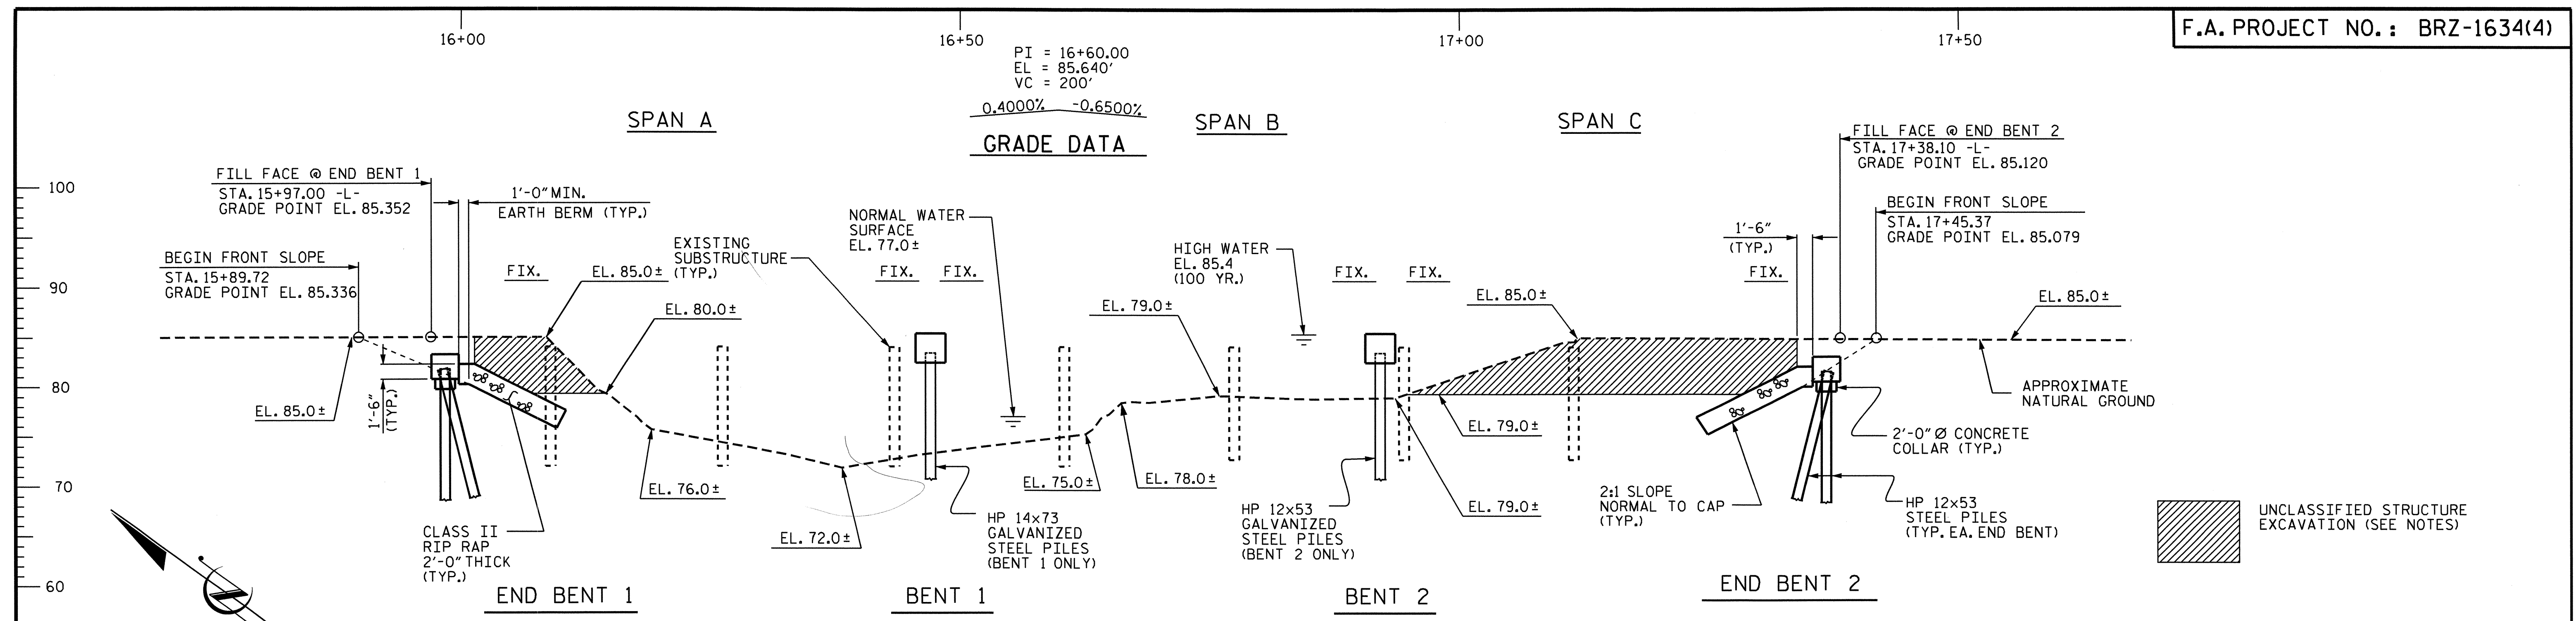 16+00
16+50
17+00
17+50
F.A. PROJECT NO.: BRZ-1634(4)
PI = 16+60.00
EL = 85.640'
VC = 200'
0.4000% -0.6500%
GRADE DATA
SPAN A
SPAN B
SPAN C
FILL FACE @ END BENT 1
STA. 15+97.00 -L-
GRADE POINT EL. 85.352
1'-0" MIN.
EARTH BERM (TYP.)
BEGIN FRONT SLOPE
STA. 15+89.72
GRADE POINT EL. 85.336
FIX.
EL. 85.0±
EXISTING
SUBSTRUCTURE
(TYP.)
EL. 80.0±
NORMAL WATER
SURFACE
EL. 77.0±
FIX.
FIX.
HIGH WATER
EL. 85.4
(100 YR.)
EL. 79.0±
FIX.
FIX.
EL. 85.0±
1'-6"
(TYP.)
FIX.
FILL FACE @ END BENT 2
STA. 17+38.10 -L-
GRADE POINT EL. 85.120
BEGIN FRONT SLOPE
STA. 17+45.37
GRADE POINT EL. 85.079
EL. 85.0±
100
90
80
70
60
EL. 85.0±
1'-6"
(TYP.)
CLASS II
RIP RAP
2'-0" THICK
(TYP.)
EL. 76.0±
EL. 72.0±
HP 14x73
GALVANIZED
STEEL PILES
(BENT 1 ONLY)
EL. 75.0±
EL. 78.0±
HP 12x53
GALVANIZED
STEEL PILES
(BENT 2 ONLY)
EL. 79.0±
EL. 79.0±
2:1 SLOPE
NORMAL TO CAP
(TYP.)
APPROXIMATE
NATURAL GROUND
2'-0" Ø CONCRETE
COLLAR (TYP.)
HP 12x53
STEEL PILES
(TYP. EA. END BENT)
UNCLASSIFIED STRUCTURE
EXCAVATION (SEE NOTES)
END BENT 1
BENT 1
BENT 2
END BENT 2